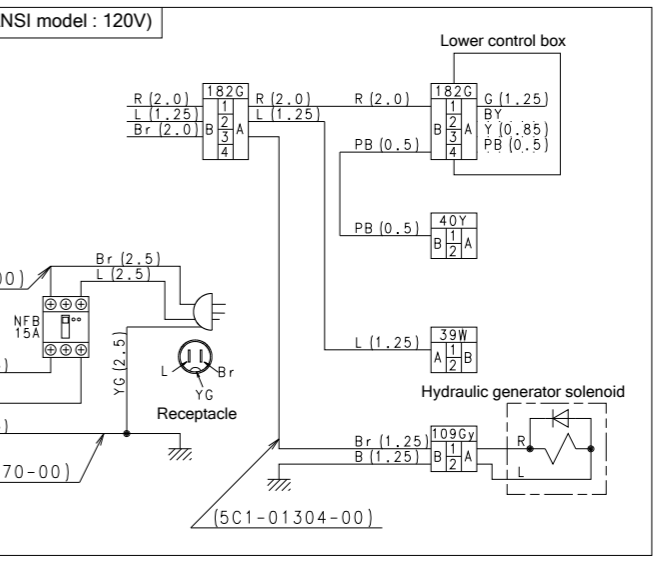 NSI model : 120V)
Lower control box
182G
182G
R (2.0)
R (2.0)
R (2.0)
G (1.25)
L (1.25)
L (1.25)
BY
Br (2.0)
Y (0.85)
PB (0.5)
B 1 2 3 4 A
B 1 2 3 4 A
PB (0.5)
40Y
PB (0.5)
B 1 2 A
Br (2.5)
L (2.5)
00)
NFB
15A
YG (2.5)
39W
L (1.25)
A 1 2 B
L
Br
YG
Receptacle
Hydraulic generator solenoid
109Gy
Br (1.25)
B (1.25)
B 1 2 A
R
L
70-00)
(5C1-01304-00)